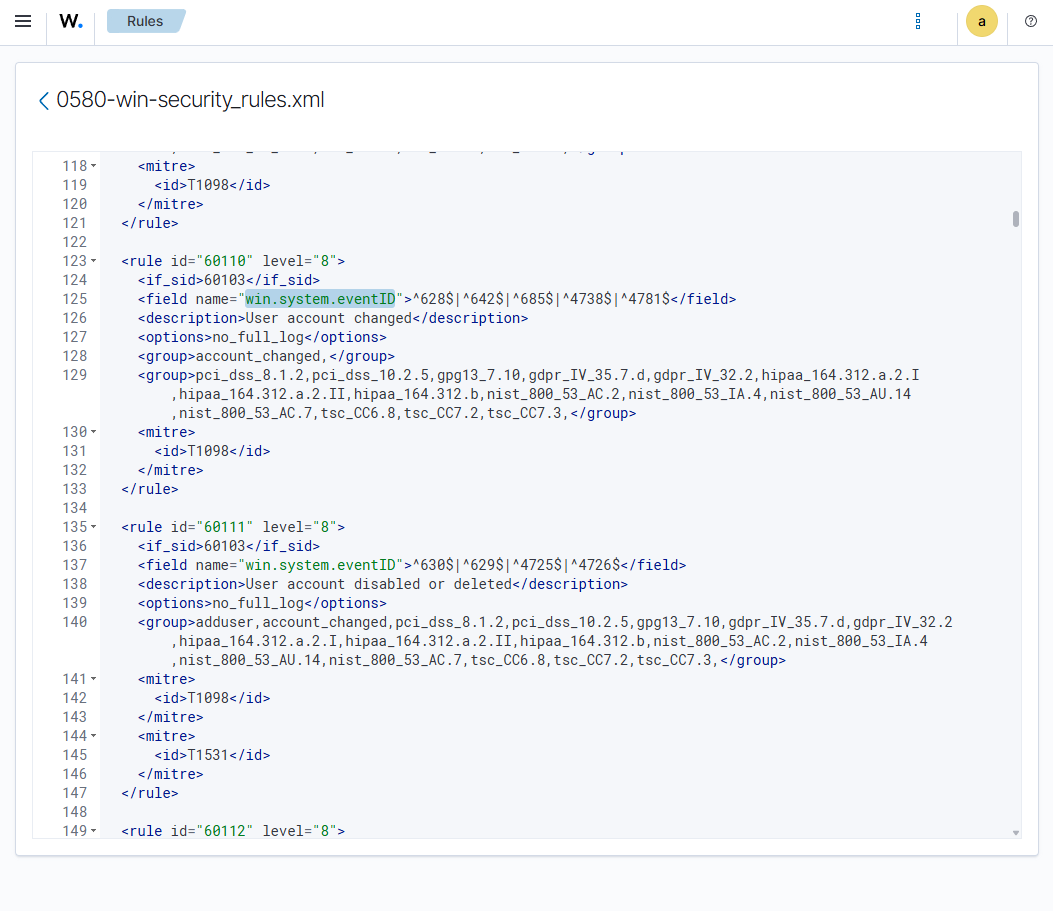 W.
Rules
a
0580-win-security_rules.xml
118 <mitre>
119 <id>T1098</id>
120 </mitre>
121 </rule>
122
123 <rule id="60110" level="8">
124 <if_sid>60103</if_sid>
125 <field name="win.system.eventID">^628$|^642$|^685$|^4738$|^4781$</field>
126 <description>User account changed</description>
127 <options>no_full_log</options>
128 <group>account_changed,</group>
129 <group>pci_dss_8.1.2,pci_dss_10.2.5,gpg13_7.10,gdpr_IV_35.7.d,gdpr_IV_32.2,hipaa_164.312.a.2.I
,hipaa_164.312.a.2.II,hipaa_164.312.b,nist_800_53_AC.2,nist_800_53_IA.4,nist_800_53_AU.14
,nist_800_53_AC.7,tsc_CC6.8,tsc_CC7.2,tsc_CC7.3,</group>
130 <mitre>
131 <id>T1098</id>
132 </mitre>
133 </rule>
134
135 <rule id="60111" level="8">
136 <if_sid>60103</if_sid>
137 <field name="win.system.eventID">^630$|^629$|^4725$|^4726$</field>
138 <description>User account disabled or deleted</description>
139 <options>no_full_log</options>
140 <group>adduser,account_changed,pci_dss_8.1.2,pci_dss_10.2.5,gpg13_7.10,gdpr_IV_35.7.d,gdpr_IV_32.2
,hipaa_164.312.a.2.I,hipaa_164.312.a.2.II,hipaa_164.312.b,nist_800_53_AC.2,nist_800_53_IA.4
,nist_800_53_AU.14,nist_800_53_AC.7,tsc_CC6.8,tsc_CC7.2,tsc_CC7.3,</group>
141 <mitre>
142 <id>T1098</id>
143 </mitre>
144 <mitre>
145 <id>T1531</id>
146 </mitre>
147 </rule>
148
149 <rule id="60112" level="8">